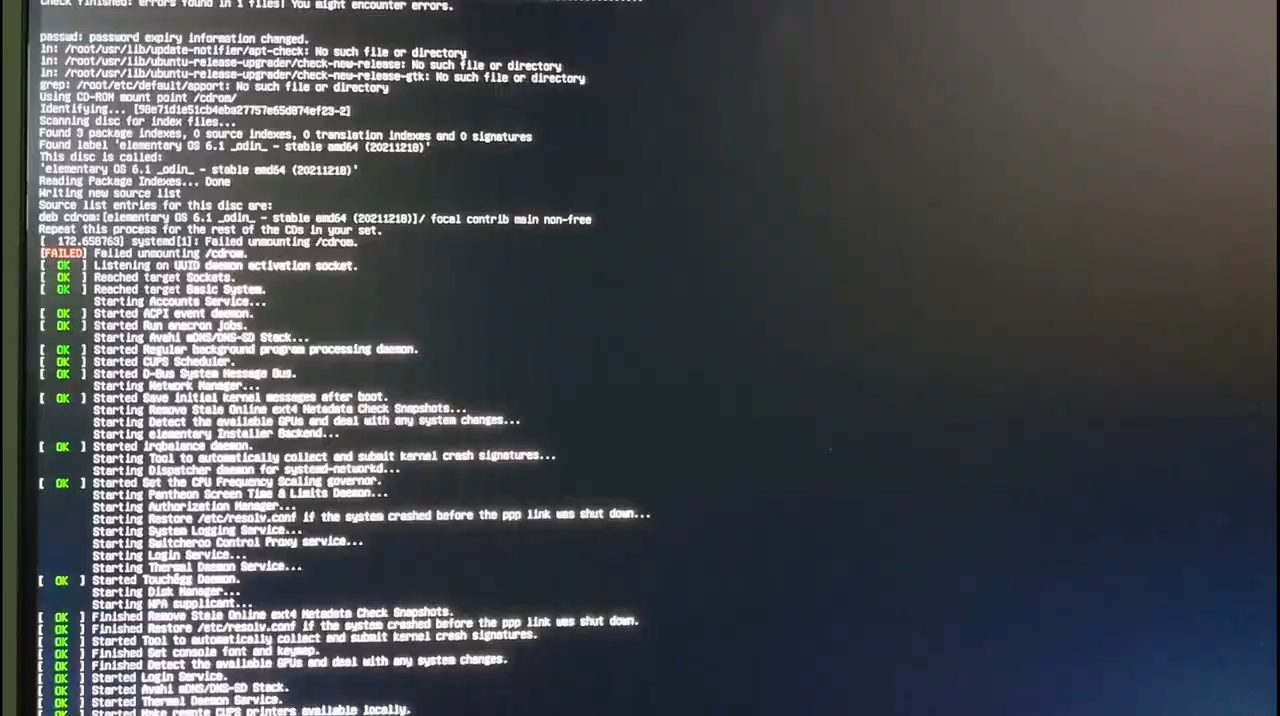 Check finished: errors found in 1 files! You might encounter errors.
passwd: password expiry information changed.
ln: /root/usr/lib/update-notifier/apt-check: No such file or directory
ln: /root/usr/lib/ubuntu-release-upgrader/check-new-release: No such file or directory
ln: /root/usr/lib/ubuntu-release-upgrader/check-new-release-gtk: No such file or directory
grep: /root/etc/default/apport: No such file or directory
Using CD-ROM mount point /cdrom/
Identifying... [98e71d1e51cb4eba27757e65d874ef23-2]
Scanning disc for index files...
Found 3 package indexes, 0 source indexes, 0 translation indexes and 0 signatures
Found label 'elementary OS 6.1 _odin_ - stable amd64 (20211218)'
This disc is called:
'elementary OS 6.1 _odin_ - stable amd64 (20211218)'
Reading Package Indexes... Done
Writing new source list
Source list entries for this disc are:
deb cdrom:[elementary OS 6.1 _odin_ - stable amd64 (20211218)]/ focal contrib main non-free
Repeat this process for the rest of the CDs in your set.
[  172.658763] systemd[1]: Failed unmounting /cdrom.
[FAILED] Failed unmounting /cdrom.
[  OK  ] Listening on UUID daemon activation socket.
[  OK  ] Reached target Sockets.
[  OK  ] Reached target Basic System.
Starting Accounts Service...
[  OK  ] Started ACPI event daemon.
[  OK  ] Started Run anacron jobs.
Starting Avahi mDNS/DNS-SD Stack...
[  OK  ] Started Regular background program processing daemon.
[  OK  ] Started CUPS Scheduler.
[  OK  ] Started D-Bus System Message Bus.
Starting Network Manager...
[  OK  ] Started Save initial kernel messages after boot.
Starting Remove Stale Online ext4 Metadata Check Snapshots...
Starting Detect the available GPUs and deal with any system changes...
Starting elementary Installer Backend...
[  OK  ] Started irqbalance daemon.
Starting Tool to automatically collect and submit kernel crash signatures...
Starting Dispatcher daemon for systemd-networkd...
[  OK  ] Started Set the CPU Frequency Scaling governor.
Starting Pantheon Screen Time & Limits Daemon...
Starting Authorization Manager...
Starting Restore /etc/resolv.conf if the system crashed before the ppp link was shut down...
Starting System Logging Service...
Starting Switcheroo Control Proxy service...
Starting Login Service...
Starting Thermal Daemon Service...
[  OK  ] Started Touchégg Daemon.
Starting Disk Manager...
Starting WPA supplicant...
[  OK  ] Finished Remove Stale Online ext4 Metadata Check Snapshots.
[  OK  ] Finished Restore /etc/resolv.conf if the system crashed before the ppp link was shut down.
[  OK  ] Started Tool to automatically collect and submit kernel crash signatures.
[  OK  ] Finished Set console font and keymap.
[  OK  ] Finished Detect the available GPUs and deal with any system changes.
[  OK  ] Started Login Service.
[  OK  ] Started Avahi mDNS/DNS-SD Stack.
[  OK  ] Started Thermal Daemon Service.
[  OK  ] Started Make remote CUPS printers available locally.